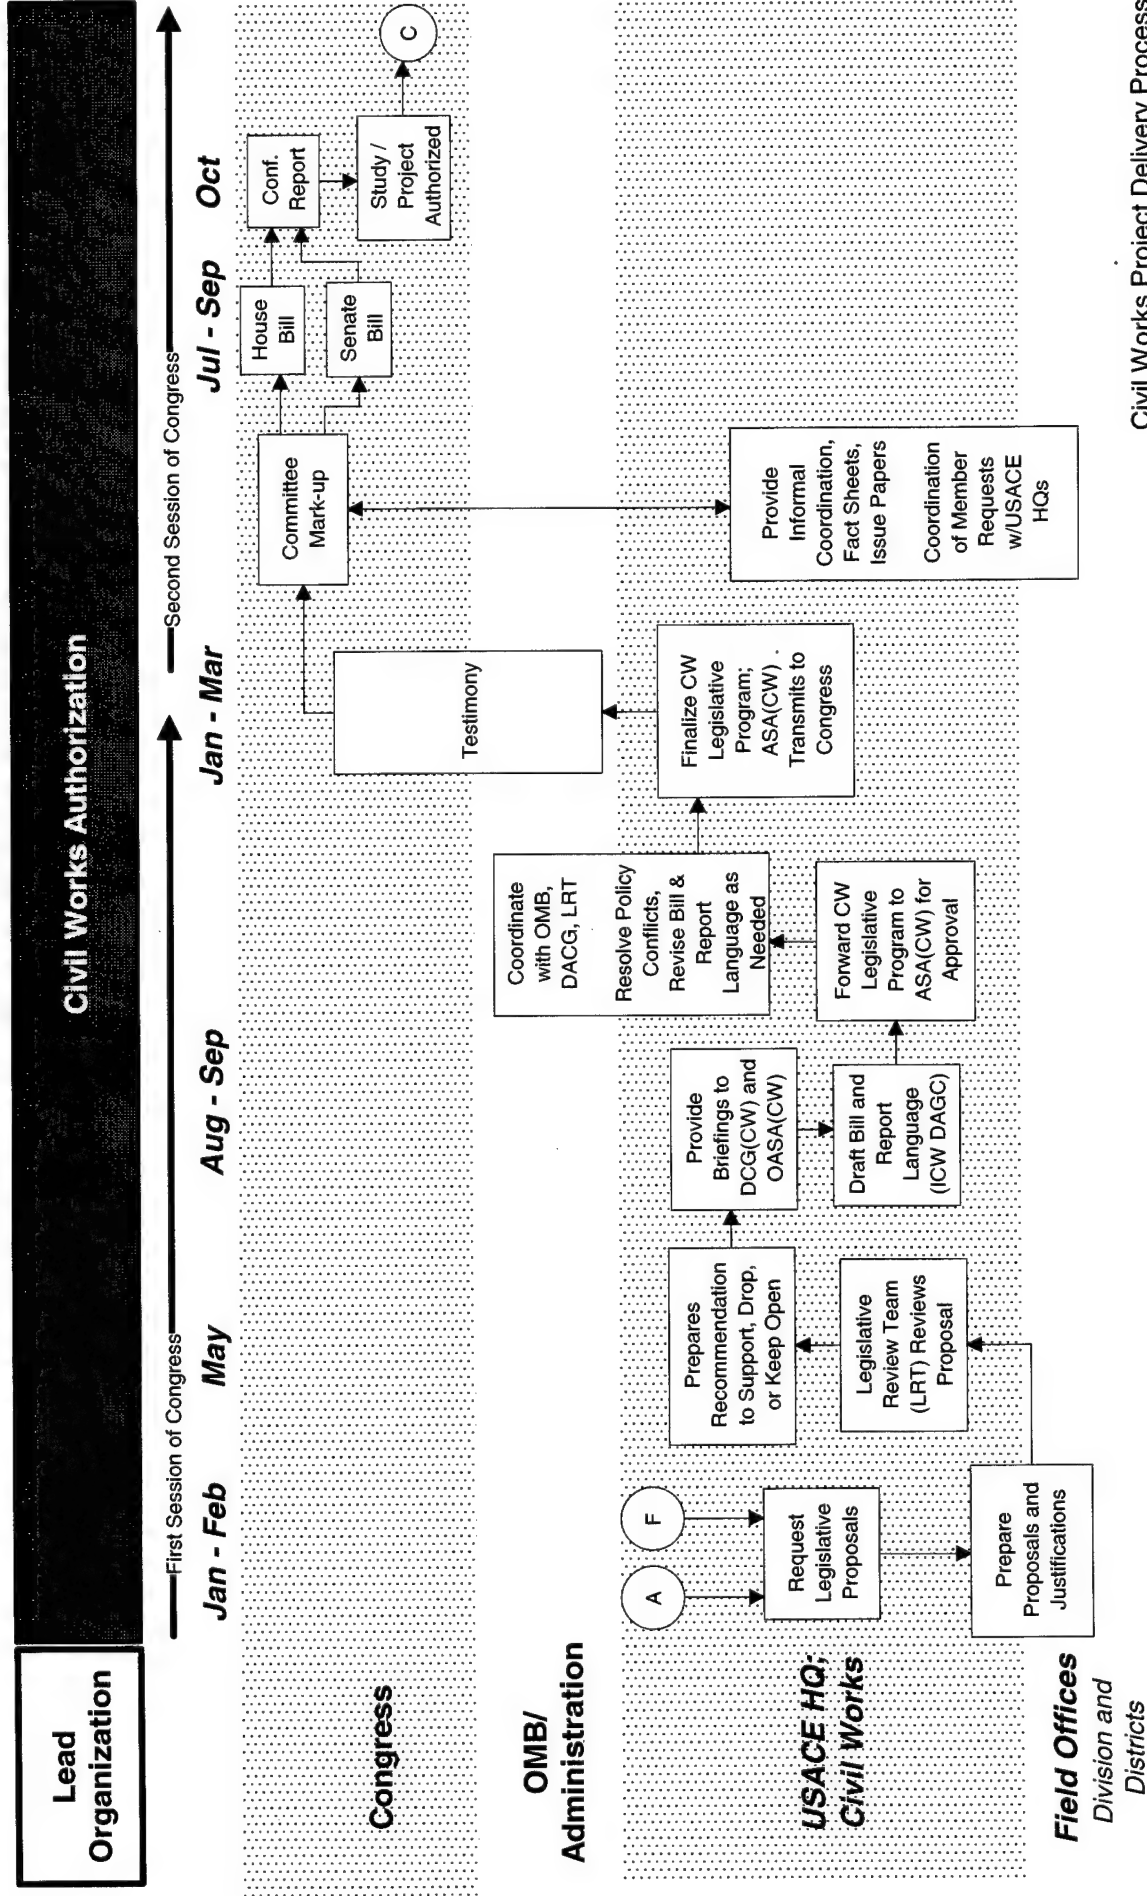 Lead
Organization
Civil Works Authorization
First Session of Congress
Second Session of Congress
Jan - Feb
May
Aug - Sep
Jan - Mar
Jul - Sep
Oct
Congress
Testimony
Committee
Mark-up
House
Bill
Senate
Bill
Conf.
Report
Study /
Project
Authorized
C
OMB/
Administration
Coordinate
with OMB,
DACG, LRT
Resolve Policy
Conflicts,
Revise Bill &
Report
Language as
Needed
USACE HQ;
Civil Works
A
F
Request
Legislative
Proposals
Prepares
Recommendation
to Support, Drop,
or Keep Open
Legislative
Review Team
(LRT) Reviews
Proposal
Provide
Briefings to
DCG(CW) and
OASA(CW)
Draft Bill and
Report
Language
(ICW DAGC)
Forward CW
Legislative
Program to
ASA(CW) for
Approval
Finalize CW
Legislative
Program;
ASA(CW) .
Transmits to
Congress
Provide
Informal
Coordination,
Fact Sheets,
Issue Papers
Coordination
of Member
Requests
w/USACE
HQs
Field Offices
Division and
Districts
Prepare
Proposals and
Justifications
Civil Works Project Delivery Process